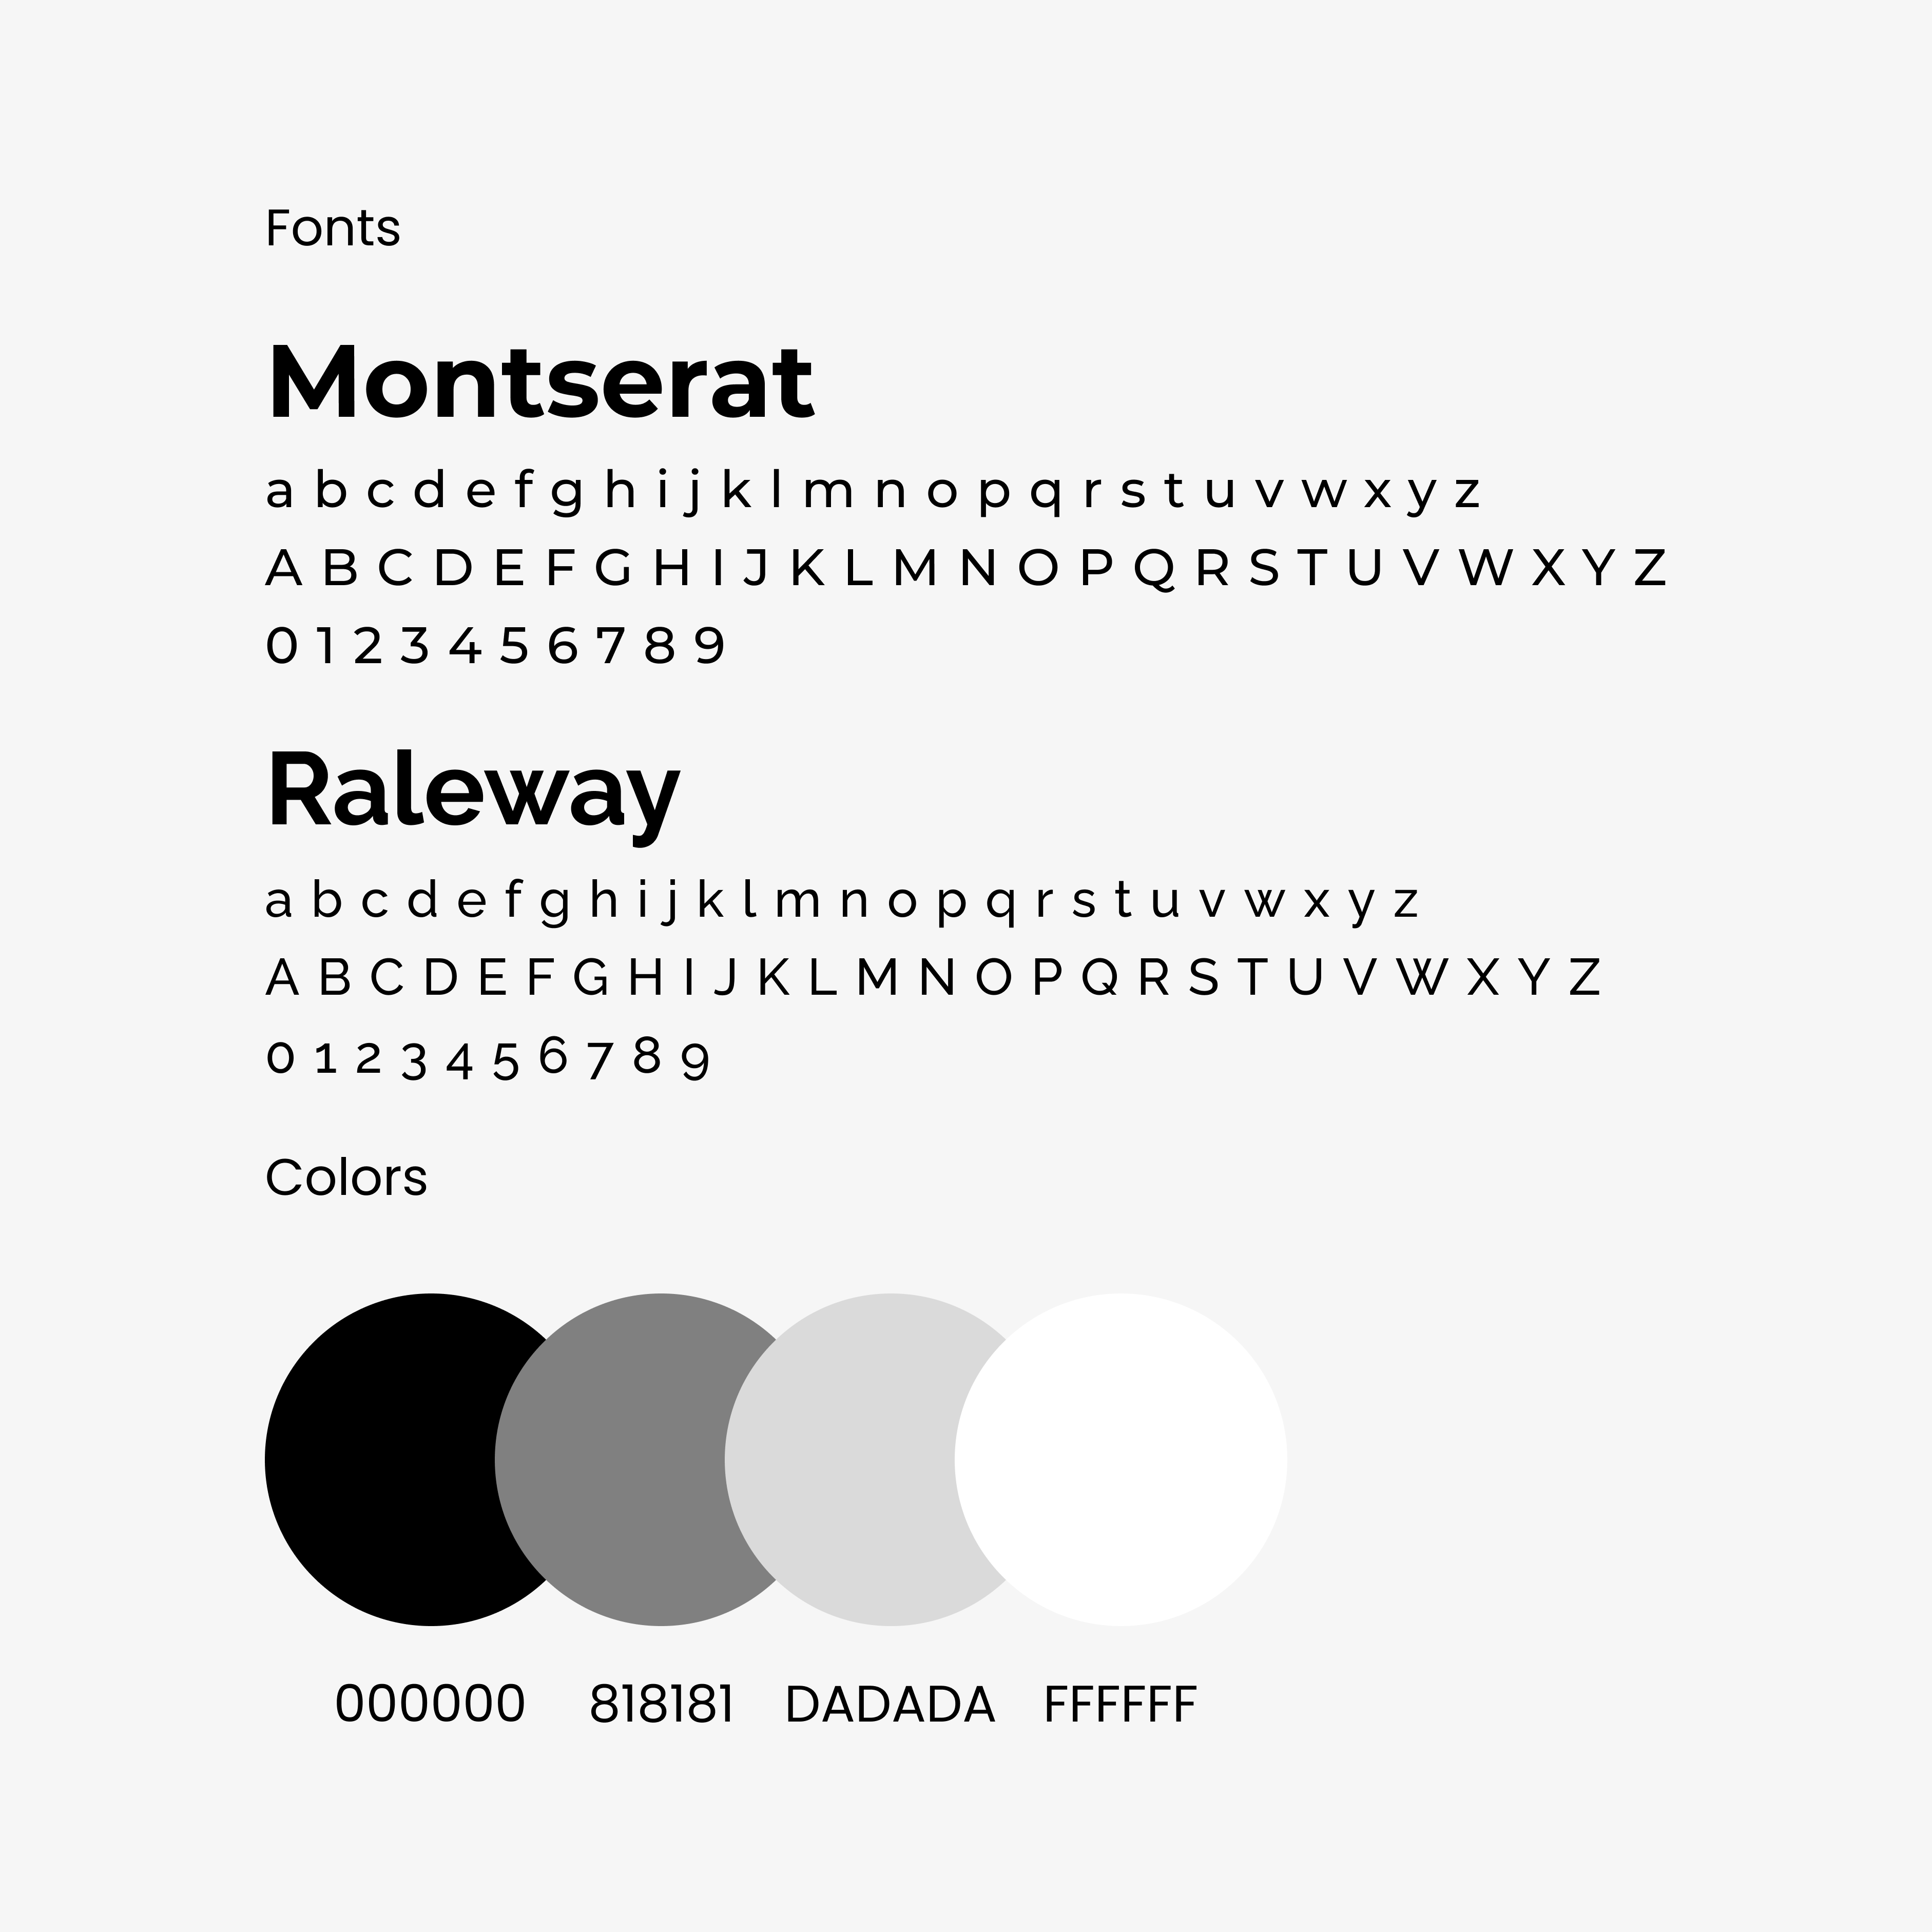 Fonts
Montserat
a b c d e f g h i j k l m n o p q r s t u v w x y z
A B C D E F G H I J K L M N O P Q R S T U V W X Y Z
0 1 2 3 4 5 6 7 8 9
Raleway
a b c d e f g h i j k l m n o p q r s t u v w x y z
A B C D E F G H I J K L M N O P Q R S T U V W X Y Z
0 1 2 3 4 5 6 7 8 9
Colors
000000 818181 DADADA FFFFFF